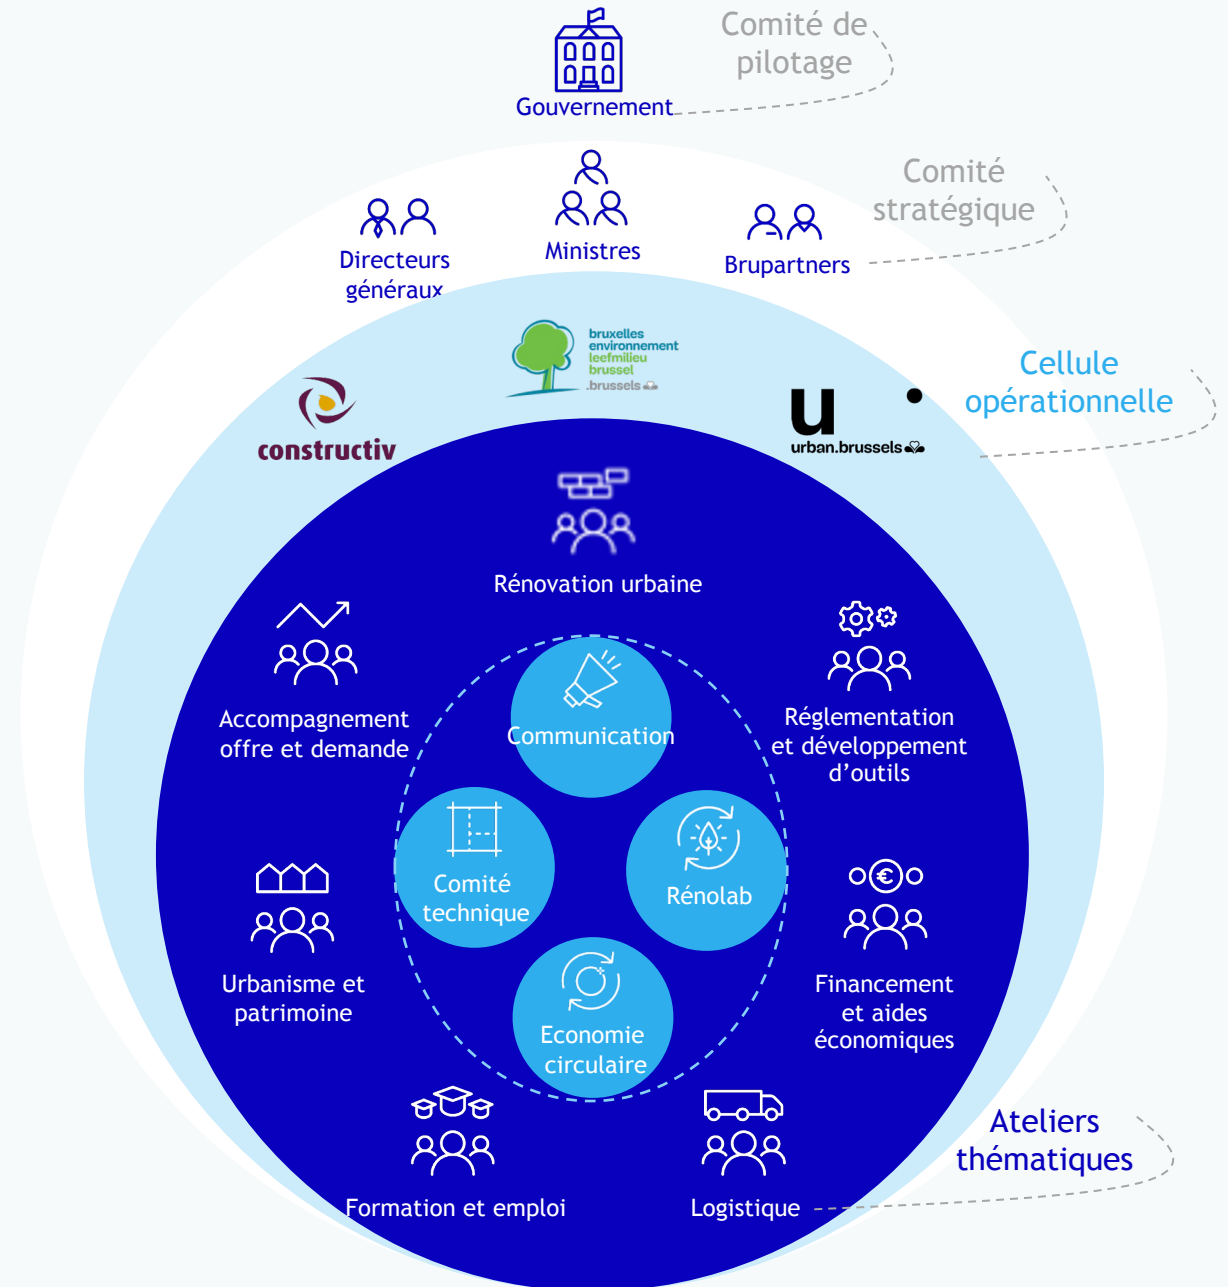 Comité de
pilotage
Gouvernement
Comité
stratégique
Directeurs
généraux
Ministres
Brupartners
bruxelles
environnement
leefmilieu
brussel
.brussels
Cellule
opérationnelle
constructiv
u
urban.brussels
Rénovation urbaine
Accompagnement
offre et demande
Communication
Réglementation
et développement
d’outils
Comité
technique
Rénolab
€
Urbanisme et
patrimoine
Financement
et aides
économiques
Economie
circulaire
Ateliers
thématiques
Formation et emploi
Logistique